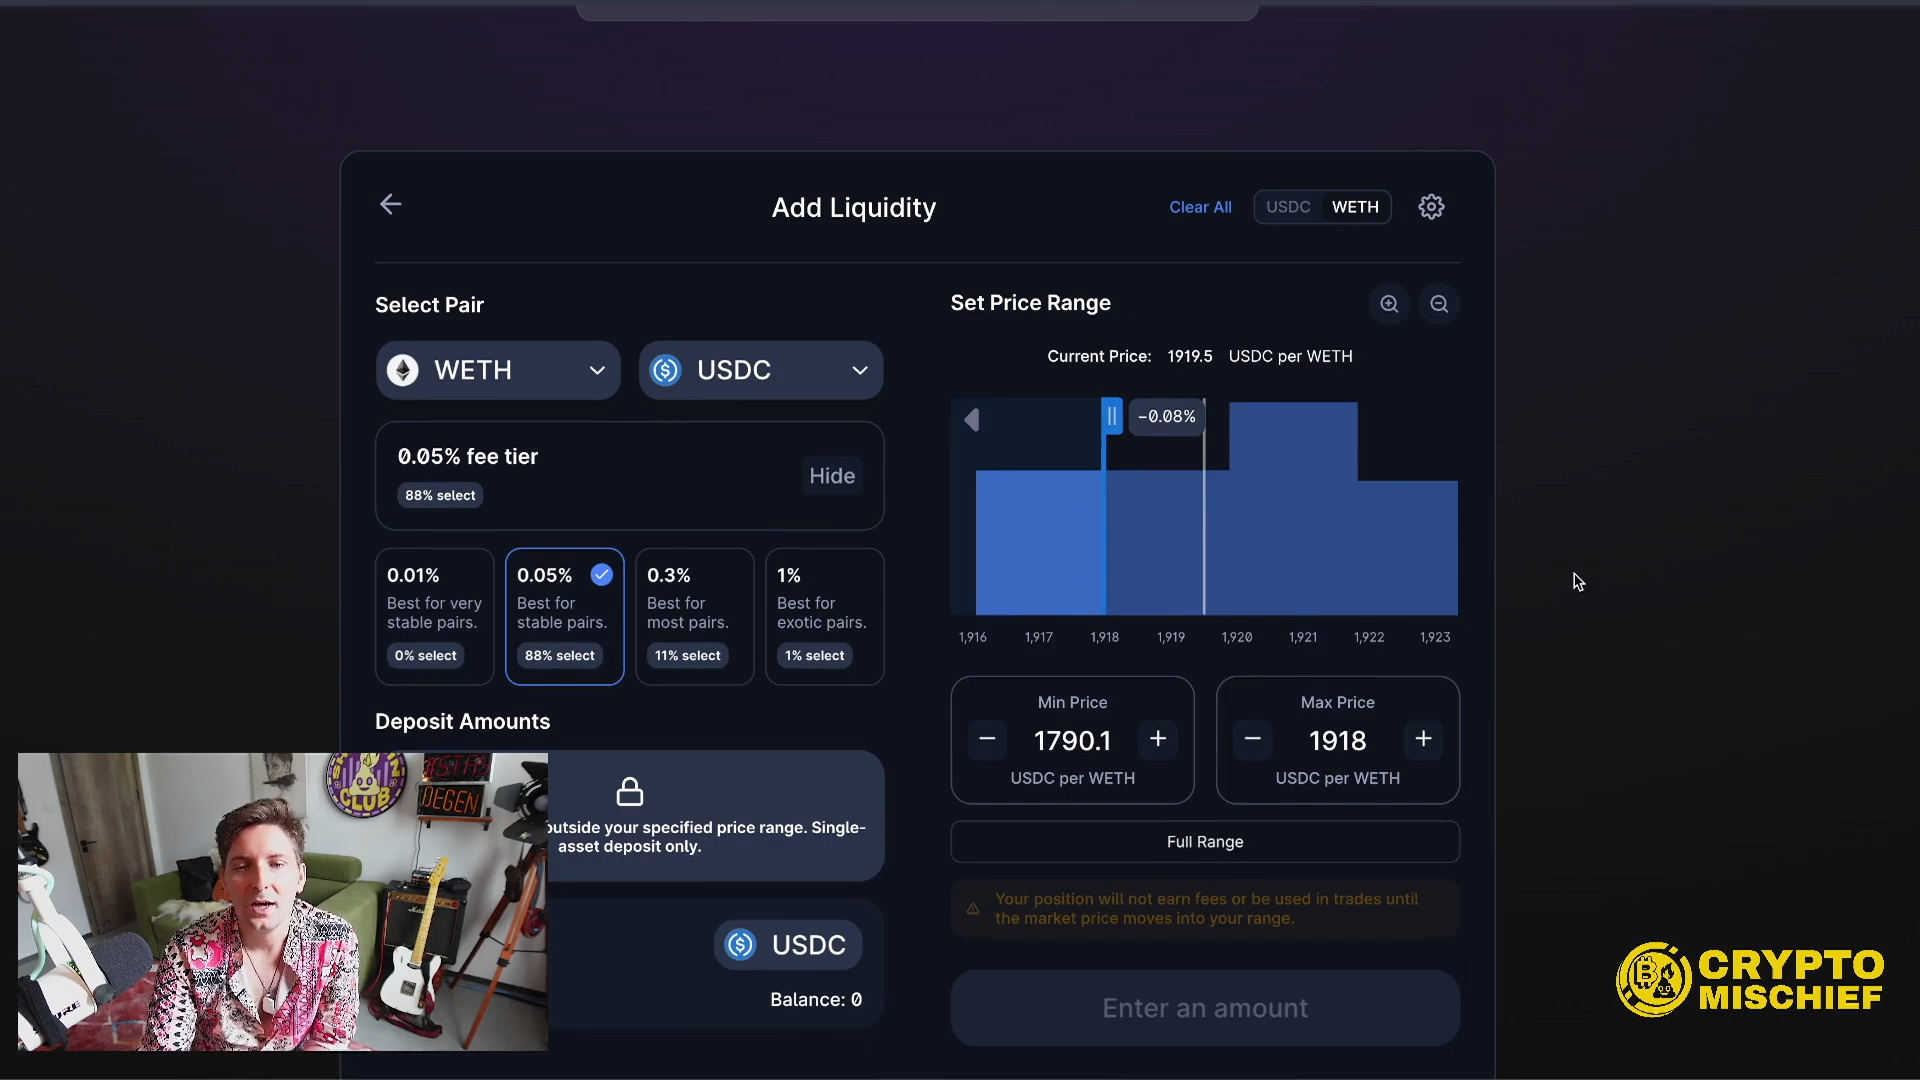 Add Liquidity
Clear All
USDC WETH
Select Pair
WETH
USDC
0.05% fee tier
88% select
Hide
0.01%
Best for very
stable pairs.
0% select
0.05%
Best for
stable pairs.
88% select
0.3%
Best for
most pairs.
11% select
1%
Best for
exotic pairs.
1% select
Deposit Amounts
outside your specified price range. Single-
asset deposit only.
USDC
Balance: 0
Set Price Range
Current Price: 1919.5 USDC per WETH
−0.08%
1,916 1,917 1,918 1,919 1,920 1,921 1,922 1,923
Min Price
− 1790.1 +
USDC per WETH
Max Price
− 1918 +
USDC per WETH
Full Range
Your position will not earn fees or be used in trades until
the market price moves into your range.
Enter an amount
CLUB
DEGEN
CRYPTO
MISCHIEF